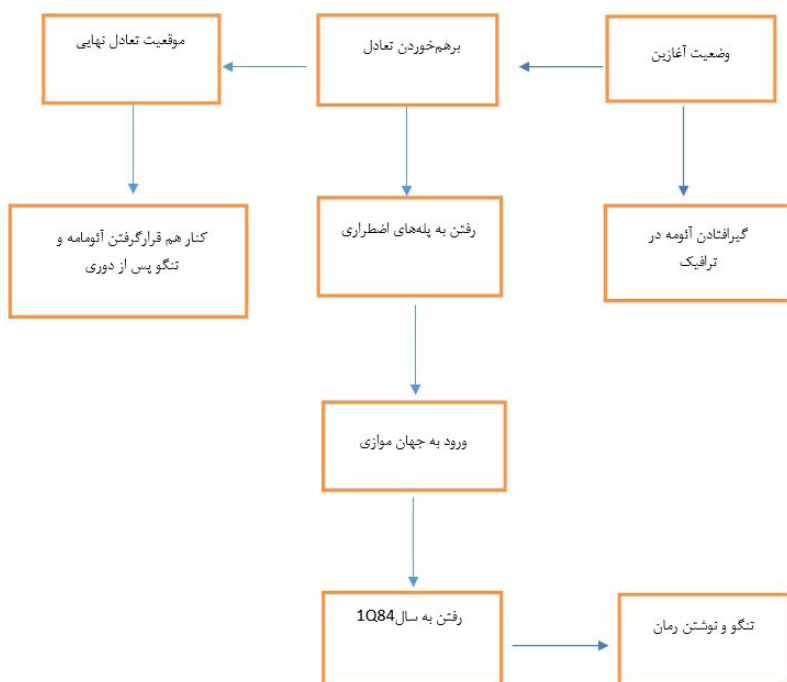 وضعیت آغازین
برهم‌خوردن تعادل
موقعیت تعادل نهایی
گیرافتادن آئومه در
ترافیک
رفتن به پله‌های اضطراری
کنار هم قرارگرفتن آئومامه و
تنگو پس از دوری
ورود به جهان موازی
رفتن به سال1Q84
تنگو و نوشتن رمان